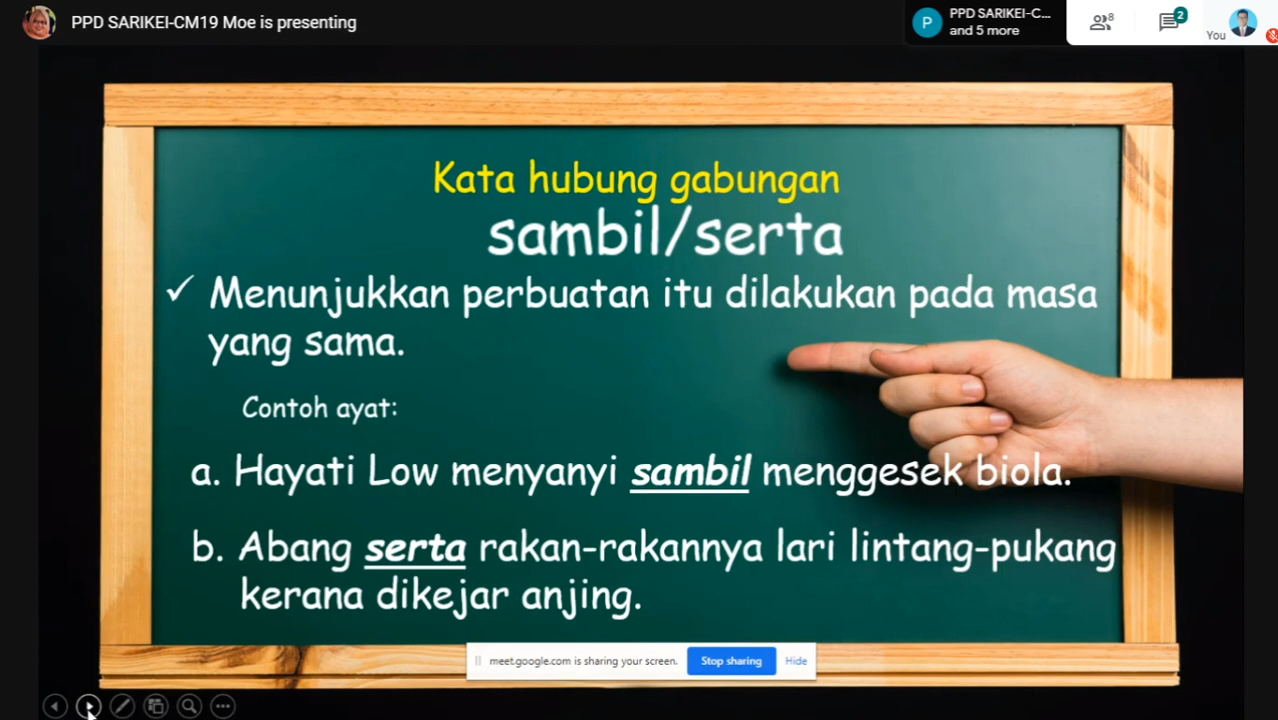 PPD SARIKEI-CM19 Moe is presenting
P
PPD SARIKEI-C...
and 5 more
8
2
You
Kata hubung gabungan
sambil/serta
✓ Menunjukkan perbuatan itu dilakukan pada masa
yang sama.
Contoh ayat:
a. Hayati Low menyanyi sambil menggesek biola.
b. Abang serta rakan-rakannya lari lintang-pukang
kerana dikejar anjing.
meet.google.com is sharing your screen.
Stop sharing
Hide